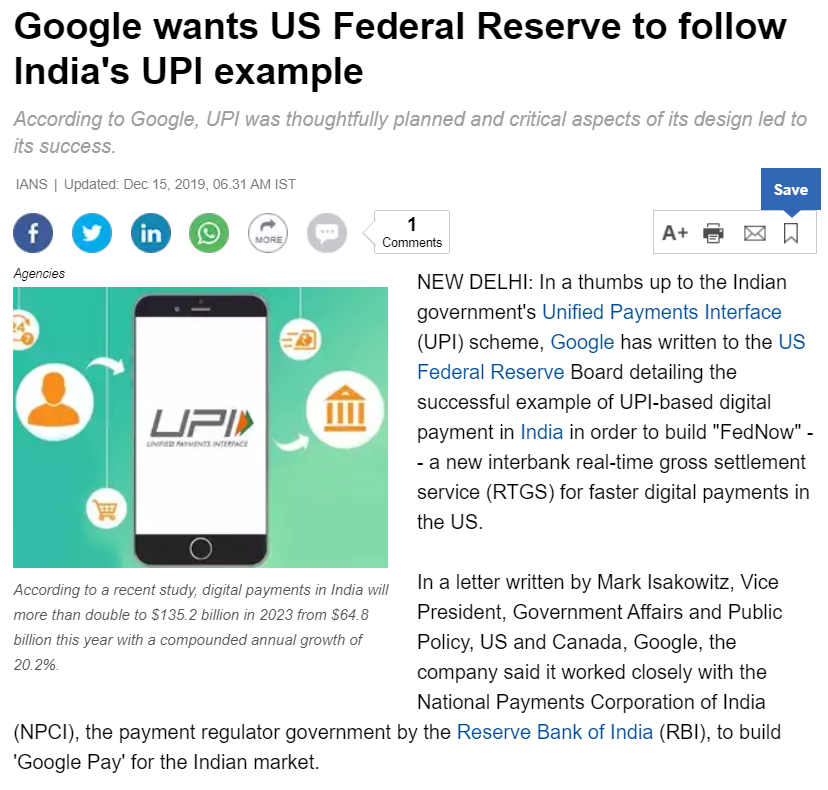 Google wants US Federal Reserve to follow
India's UPI example
According to Google, UPI was thoughtfully planned and critical aspects of its design led to
its success.
IANS | Updated: Dec 15, 2019, 06.31 AM IST
Save
MORE
1
Comments
A+
Agencies
24
UPI
UNIFIED PAYMENTS INTERFACE
According to a recent study, digital payments in India will
more than double to $135.2 billion in 2023 from $64.8
billion this year with a compounded annual growth of
20.2%.
NEW DELHI: In a thumbs up to the Indian
government's Unified Payments Interface
(UPI) scheme, Google has written to the US
Federal Reserve Board detailing the
successful example of UPI-based digital
payment in India in order to build "FedNow" -
- a new interbank real-time gross settlement
service (RTGS) for faster digital payments in
the US.
In a letter written by Mark Isakowitz, Vice
President, Government Affairs and Public
Policy, US and Canada, Google, the
company said it worked closely with the
National Payments Corporation of India
(NPCI), the payment regulator government by the Reserve Bank of India (RBI), to build
'Google Pay' for the Indian market.